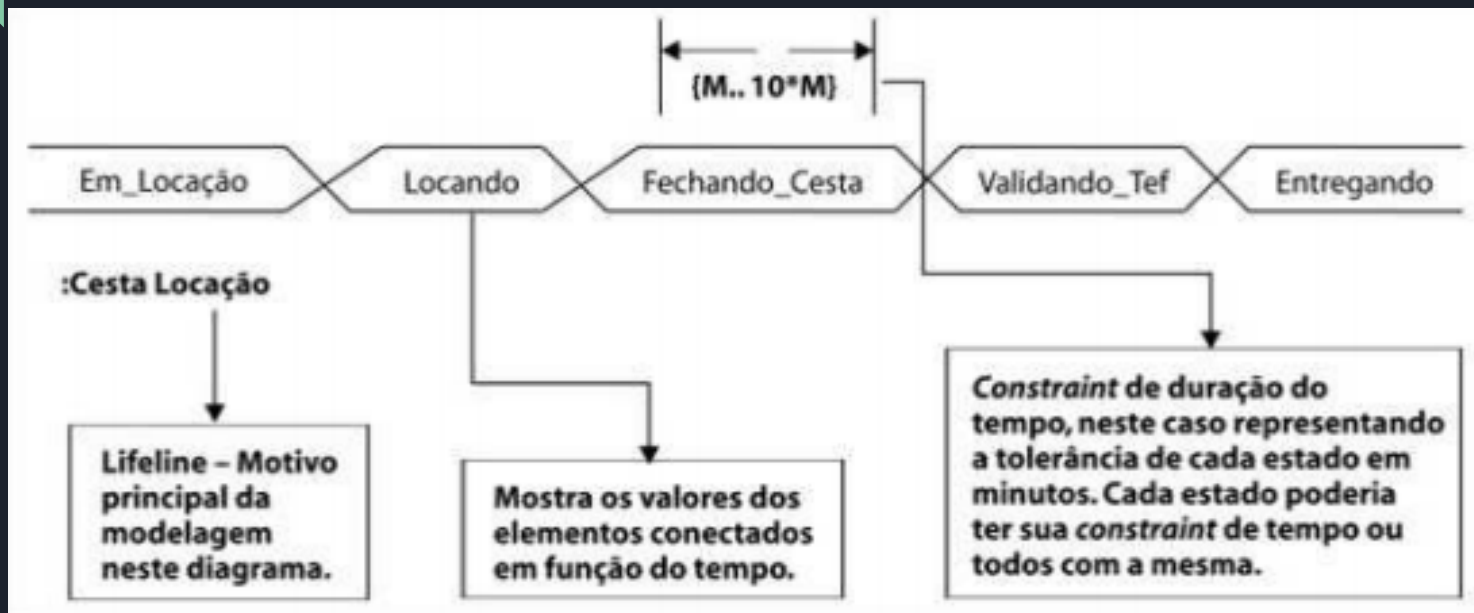 {M.. 10*M}
Em_Locação
Locando
Fechando_Cesta
Validando_Tef
Entregando
:Cesta Locação
Lifeline – Motivo
principal da
modelagem
neste diagrama.
Mostra os valores dos
elementos conectados
em função do tempo.
Constraint de duração do
tempo, neste caso representando
a tolerância de cada estado em
minutos. Cada estado poderia
ter sua constraint de tempo ou
todos com a mesma.